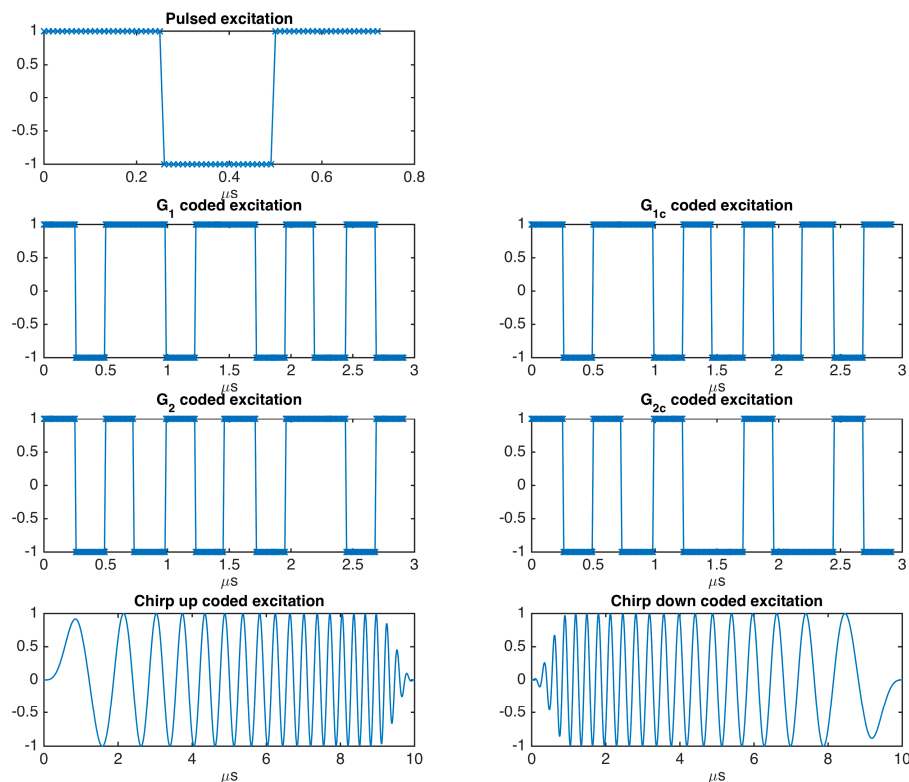 Pulsed excitation
1
0.5
0
-0.5
-1
0 0.2 0.4 0.6 0.8
μs
G1 coded excitation
1
0.5
0
-0.5
-1
0 0.5 1 1.5 2 2.5 3
μs
G1c coded excitation
1
0.5
0
-0.5
-1
0 0.5 1 1.5 2 2.5 3
μs
G2 coded excitation
1
0.5
0
-0.5
-1
0 0.5 1 1.5 2 2.5 3
μs
G2c coded excitation
1
0.5
0
-0.5
-1
0 0.5 1 1.5 2 2.5 3
μs
Chirp up coded excitation
1
0.5
0
-0.5
-1
0 2 4 6 8 10
μs
Chirp down coded excitation
1
0.5
0
-0.5
-1
0 2 4 6 8 10
μs